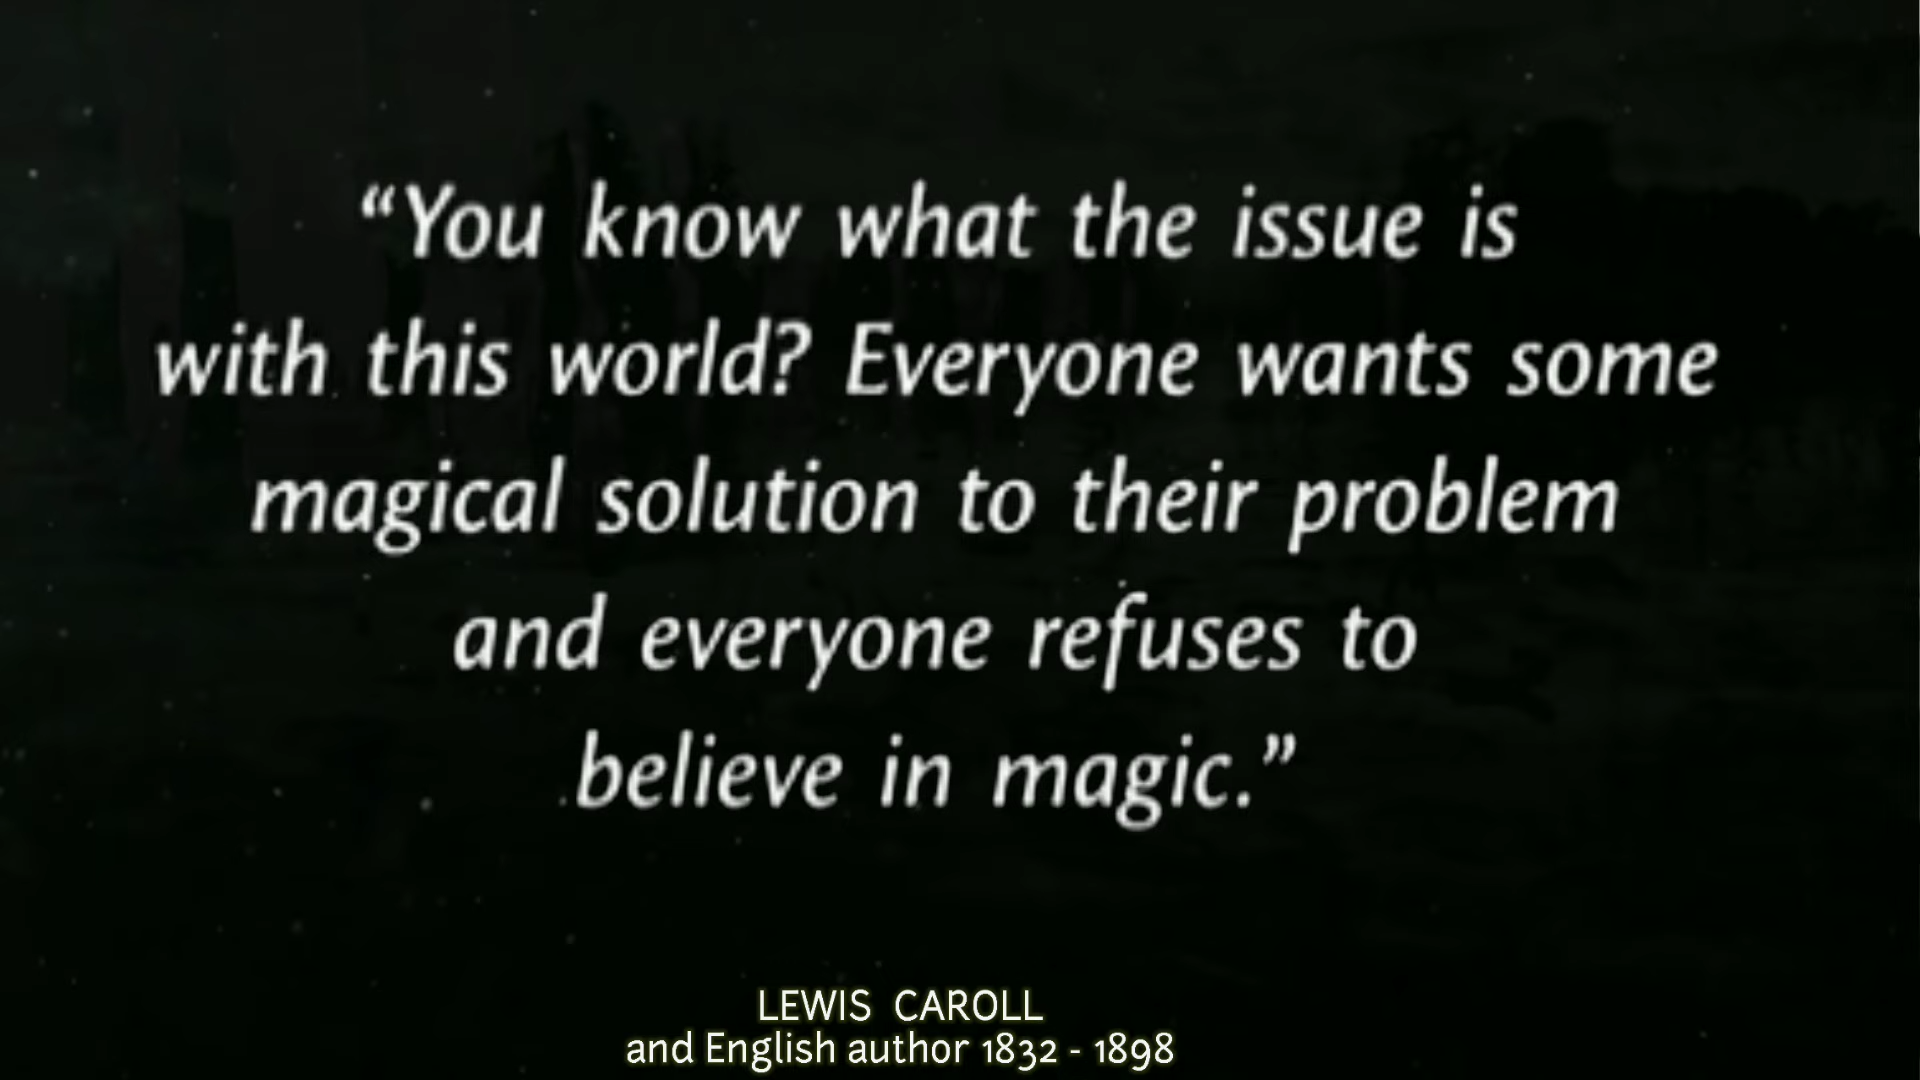 “You know what the issue is
with this world? Everyone wants some
magical solution to their problem
and everyone refuses to
believe in magic.”
LEWIS CAROLL
and English author 1832 - 1898